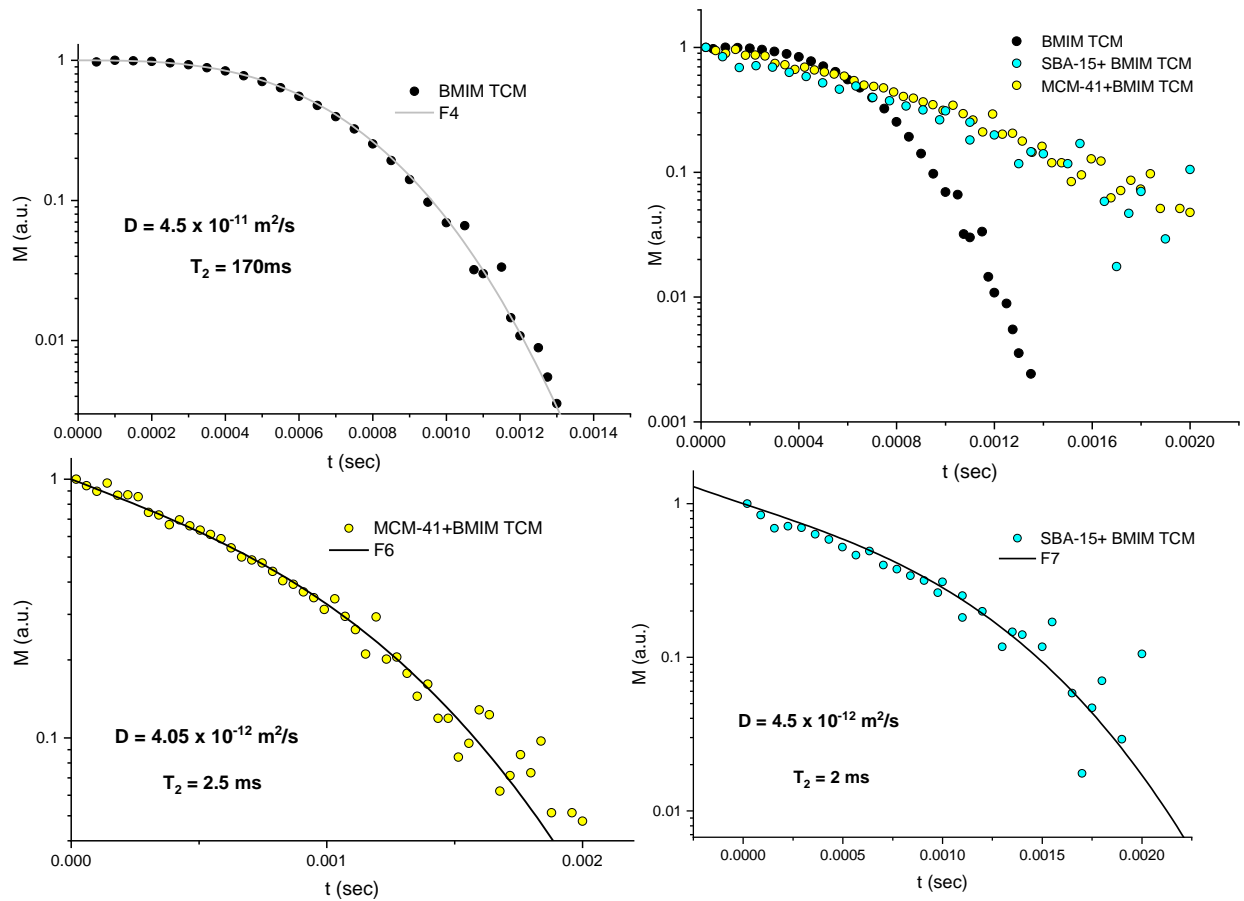 1
0.1
0.01
M (a.u.)
BMIM TCM
F4
D = 4.5 x 10⁻¹¹ m²/s
T₂ = 170ms
0.0000 0.0002 0.0004 0.0006 0.0008 0.0010 0.0012 0.0014
t (sec)
1
0.1
0.01
0.001
M (a.u.)
BMIM TCM
SBA-15+ BMIM TCM
MCM-41+BMIM TCM
0.0000 0.0004 0.0008 0.0012 0.0016 0.0020
t (sec)
1
0.1
M (a.u.)
MCM-41+BMIM TCM
F6
D = 4.05 x 10⁻¹² m²/s
T₂ = 2.5 ms
0.000 0.001 0.002
t (sec)
1
0.1
0.01
M (a.u.)
SBA-15+ BMIM TCM
F7
D = 4.5 x 10⁻¹² m²/s
T₂ = 2 ms
0.0000 0.0005 0.0010 0.0015 0.0020
t (sec)